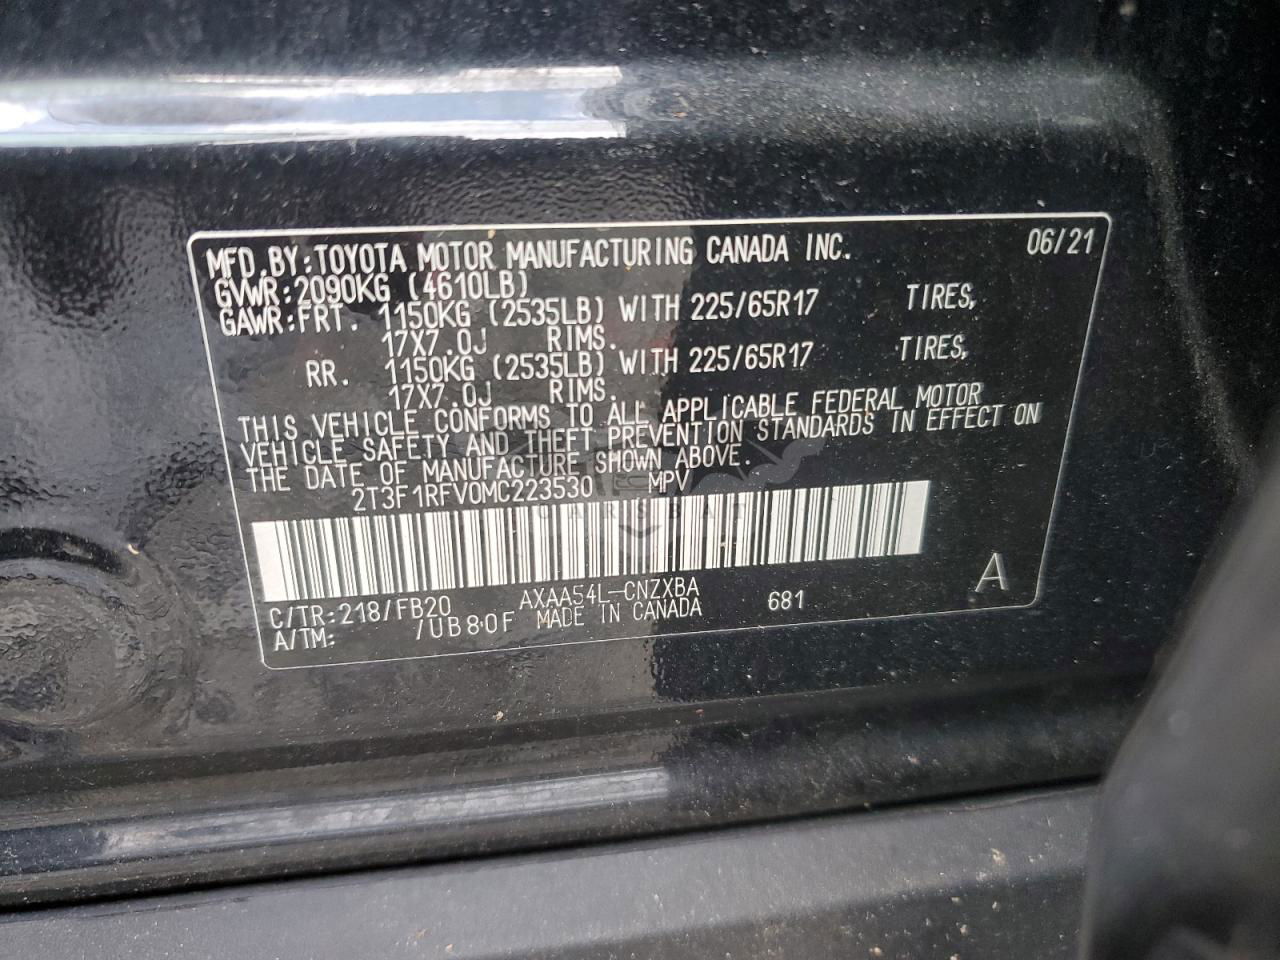 MFD.BY:TOYOTA MOTOR MANUFACTURING CANADA INC. 06/21
GVWR:2090KG (4610LB)
GAWR:FRT. 1150KG (2535LB) WITH 225/65R17 TIRES,
17X7.0J RIMS.
RR. 1150KG (2535LB) WITH 225/65R17 TIRES,
17X7.0J RIMS.
THIS VEHICLE CONFORMS TO ALL APPLICABLE FEDERAL MOTOR
VEHICLE SAFETY AND THEFT PREVENTION STANDARDS IN EFFECT ON
THE DATE OF MANUFACTURE SHOWN ABOVE.
2T3F1RFV0MC223530 MPV
C/TR:218/FB20 AXAA54L-CNZXBA 681 A
A/TM: /UB80F MADE IN CANADA